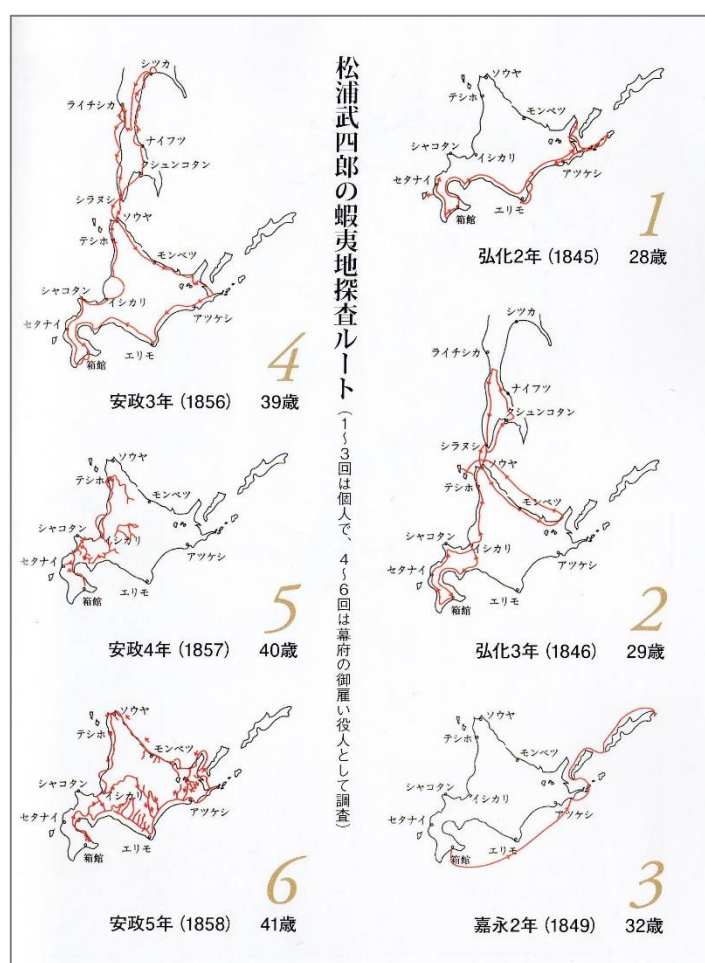 松浦武四郎の蝦夷地探査ルート
(1〜3回は個人で、4〜6回は幕府の御雇い役人として調査)
ソウヤ
テシホ
モンベツ
シャコタン
イシカリ
アツケシ
セタナイ
エリモ
箱館
1
弘化2年(1845) 28歳
シツカ
ライチシカ
ナイフツ
クシュンコタン
シラヌシ
ソウヤ
テシホ
モンベツ
シャコタン
イシカリ
アツケシ
セタナイ
エリモ
箱館
2
弘化3年(1846) 29歳
ソウヤ
テシホ
モンベツ
シャコタン
イシカリ
アツケシ
セタナイ
エリモ
箱館
3
嘉永2年(1849) 32歳
シツカ
ライチシカ
ナイフツ
シュンコタン
シラヌシ
ソウヤ
テシホ
モンベツ
シャコタン
イシカリ
アツケシ
セタナイ
エリモ
箱館
4
安政3年(1856) 39歳
ソウヤ
テシホ
モンベツ
シャコタン
イシカリ
アツケシ
セタナイ
エリモ
箱館
5
安政4年(1857) 40歳
ソウヤ
テシホ
モンベツ
シャコタン
イシカリ
アツケシ
セタナイ
エリモ
箱館
6
安政5年(1858) 41歳